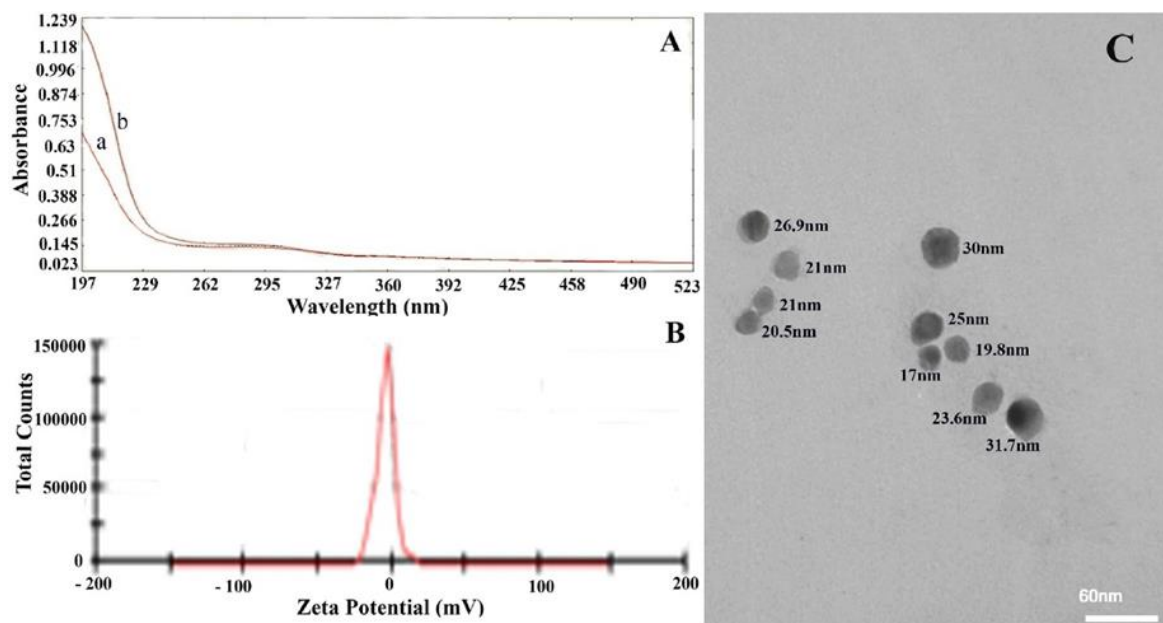 A
Absorbance
1.239
1.118
0.996
0.874
0.753
0.63
0.51
0.388
0.266
0.145
0.023
b
a
197 229 262 295 327 360 392 425 458 490 523
Wavelength (nm)
B
Total Counts
150000
100000
50000
0
-200 -100 0 100 200
Zeta Potential (mV)
C
26.9nm
30nm
21nm
21nm
20.5nm
25nm
19.8nm
17nm
23.6nm
31.7nm
60nm